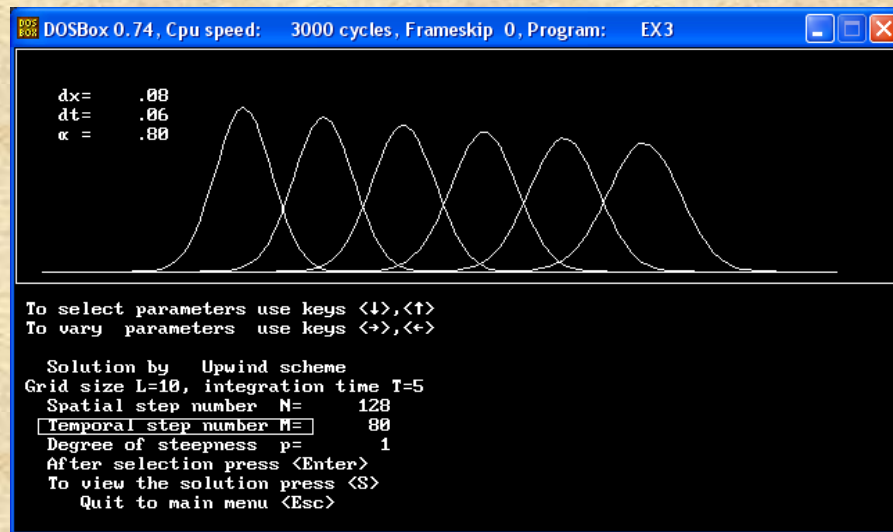 DOSBox 0.74, Cpu speed: 3000 cycles, Frameskip 0, Program: EX3
dx= .08
dt= .06
α = .80
To select parameters use keys <↓>,<↑>
To vary parameters use keys <→>,<←>
Solution by Upwind scheme
Grid size L=10, integration time T=5
Spatial step number N= 128
Temporal step number M= 80
Degree of steepness p= 1
After selection press <Enter>
To view the solution press <S>
Quit to main menu <Esc>